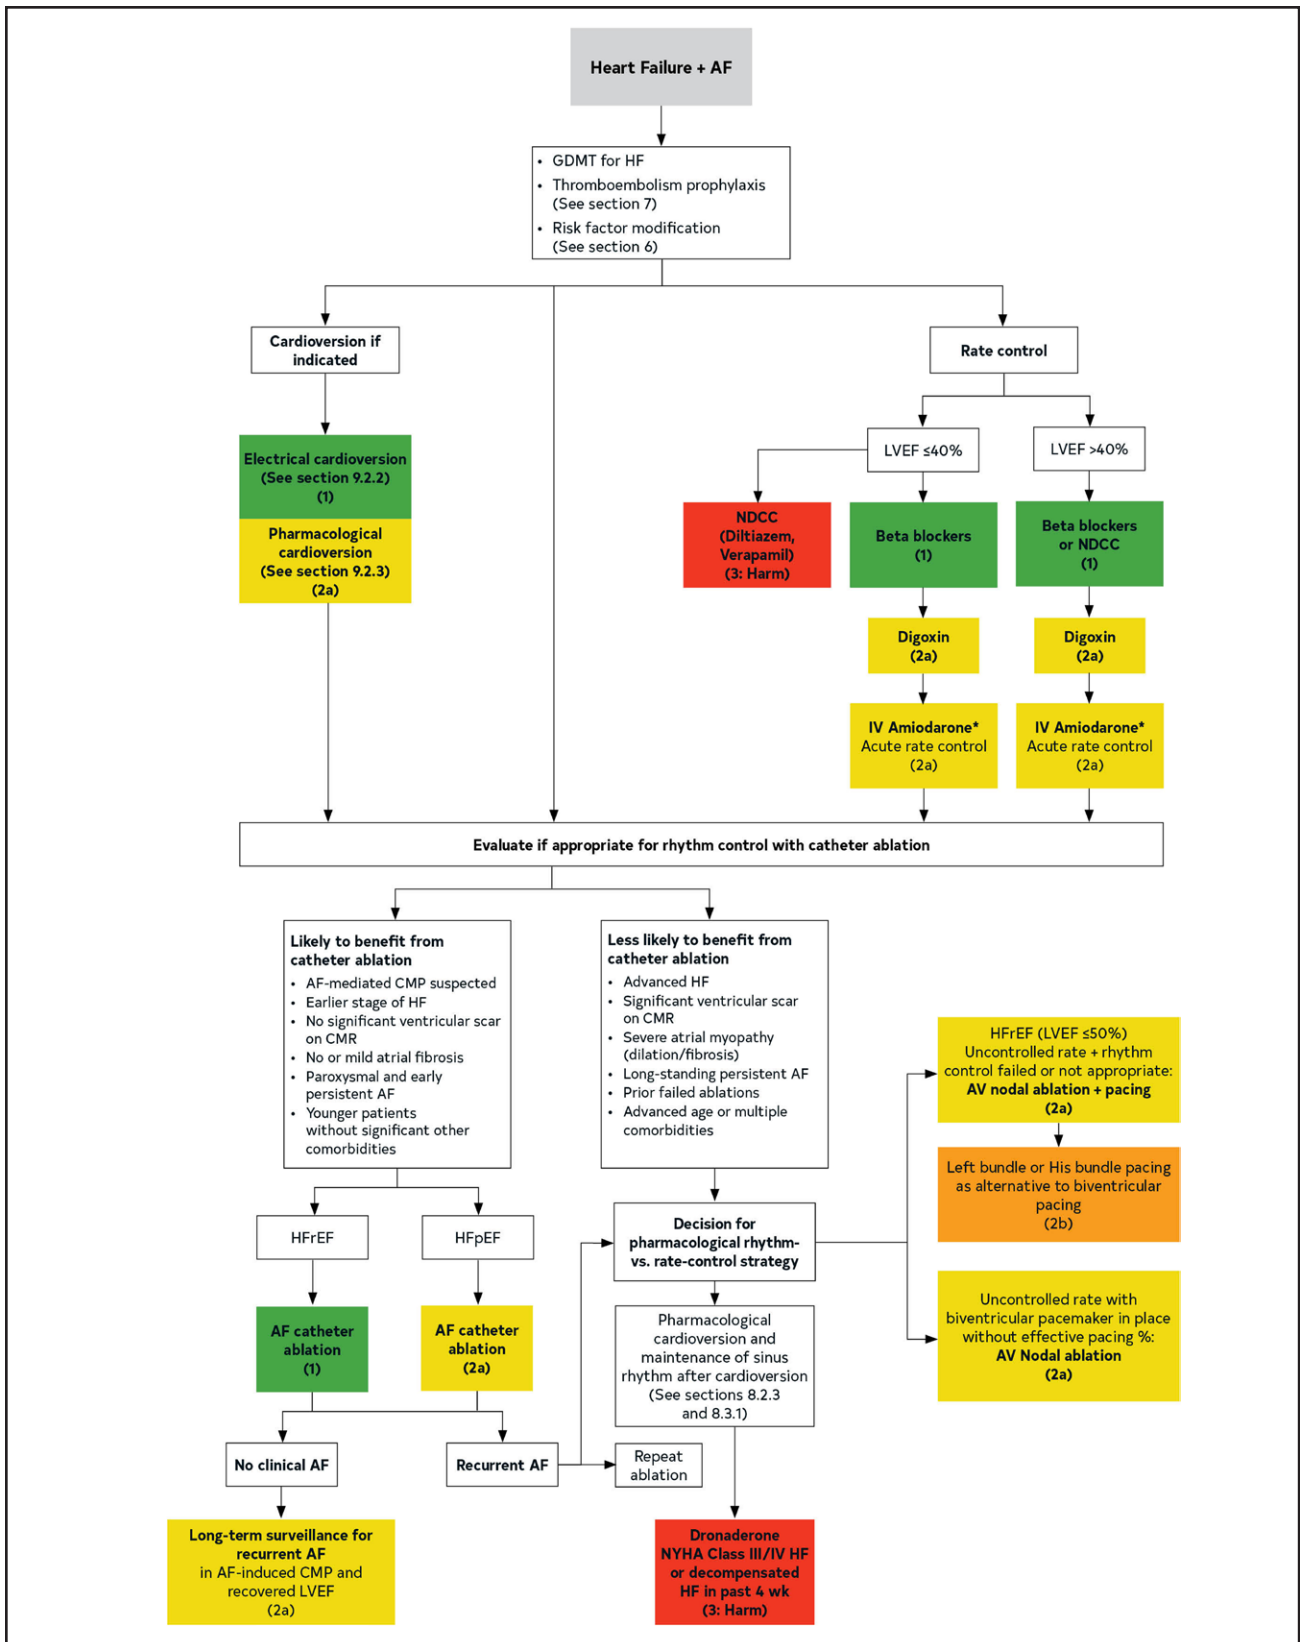 Heart Failure + AF
• GDMT for HF
• Thromboembolism prophylaxis
(See section 7)
• Risk factor modification
(See section 6)
Cardioversion if
indicated
Electrical cardioversion
(See section 9.2.2)
(1)
Pharmacological
cardioversion
(See section 9.2.3)
(2a)
Rate control
LVEF ≤40%
LVEF >40%
NDCC
(Diltiazem,
Verapamil)
(3: Harm)
Beta blockers
(1)
Beta blockers
or NDCC
(1)
Digoxin
(2a)
Digoxin
(2a)
IV Amiodarone*
Acute rate control
(2a)
IV Amiodarone*
Acute rate control
(2a)
Evaluate if appropriate for rhythm control with catheter ablation
Likely to benefit from
catheter ablation
• AF-mediated CMP suspected
• Earlier stage of HF
• No significant ventricular scar
on CMR
• No or mild atrial fibrosis
• Paroxysmal and early
persistent AF
• Younger patients
without significant other
comorbidities
Less likely to benefit from
catheter ablation
• Advanced HF
• Significant ventricular scar
on CMR
• Severe atrial myopathy
(dilation/fibrosis)
• Long-standing persistent AF
• Prior failed ablations
• Advanced age or multiple
comorbidities
HFrEF
HFpEF
AF catheter
ablation
(1)
AF catheter
ablation
(2a)
No clinical AF
Recurrent AF
Repeat
ablation
Long-term surveillance for
recurrent AF
in AF-induced CMP and
recovered LVEF
(2a)
Decision for
pharmacological rhythm-
vs. rate-control strategy
Pharmacological
cardioversion and
maintenance of sinus
rhythm after cardioversion
(See sections 8.2.3
and 8.3.1)
Dronaderone
NYHA Class III/IV HF
or decompensated
HF in past 4 wk
(3: Harm)
HFrEF (LVEF ≤50%)
Uncontrolled rate + rhythm
control failed or not appropriate:
AV nodal ablation + pacing
(2a)
Left bundle or His bundle pacing
as alternative to biventricular
pacing
(2b)
Uncontrolled rate with
biventricular pacemaker in place
without effective pacing %:
AV Nodal ablation
(2a)